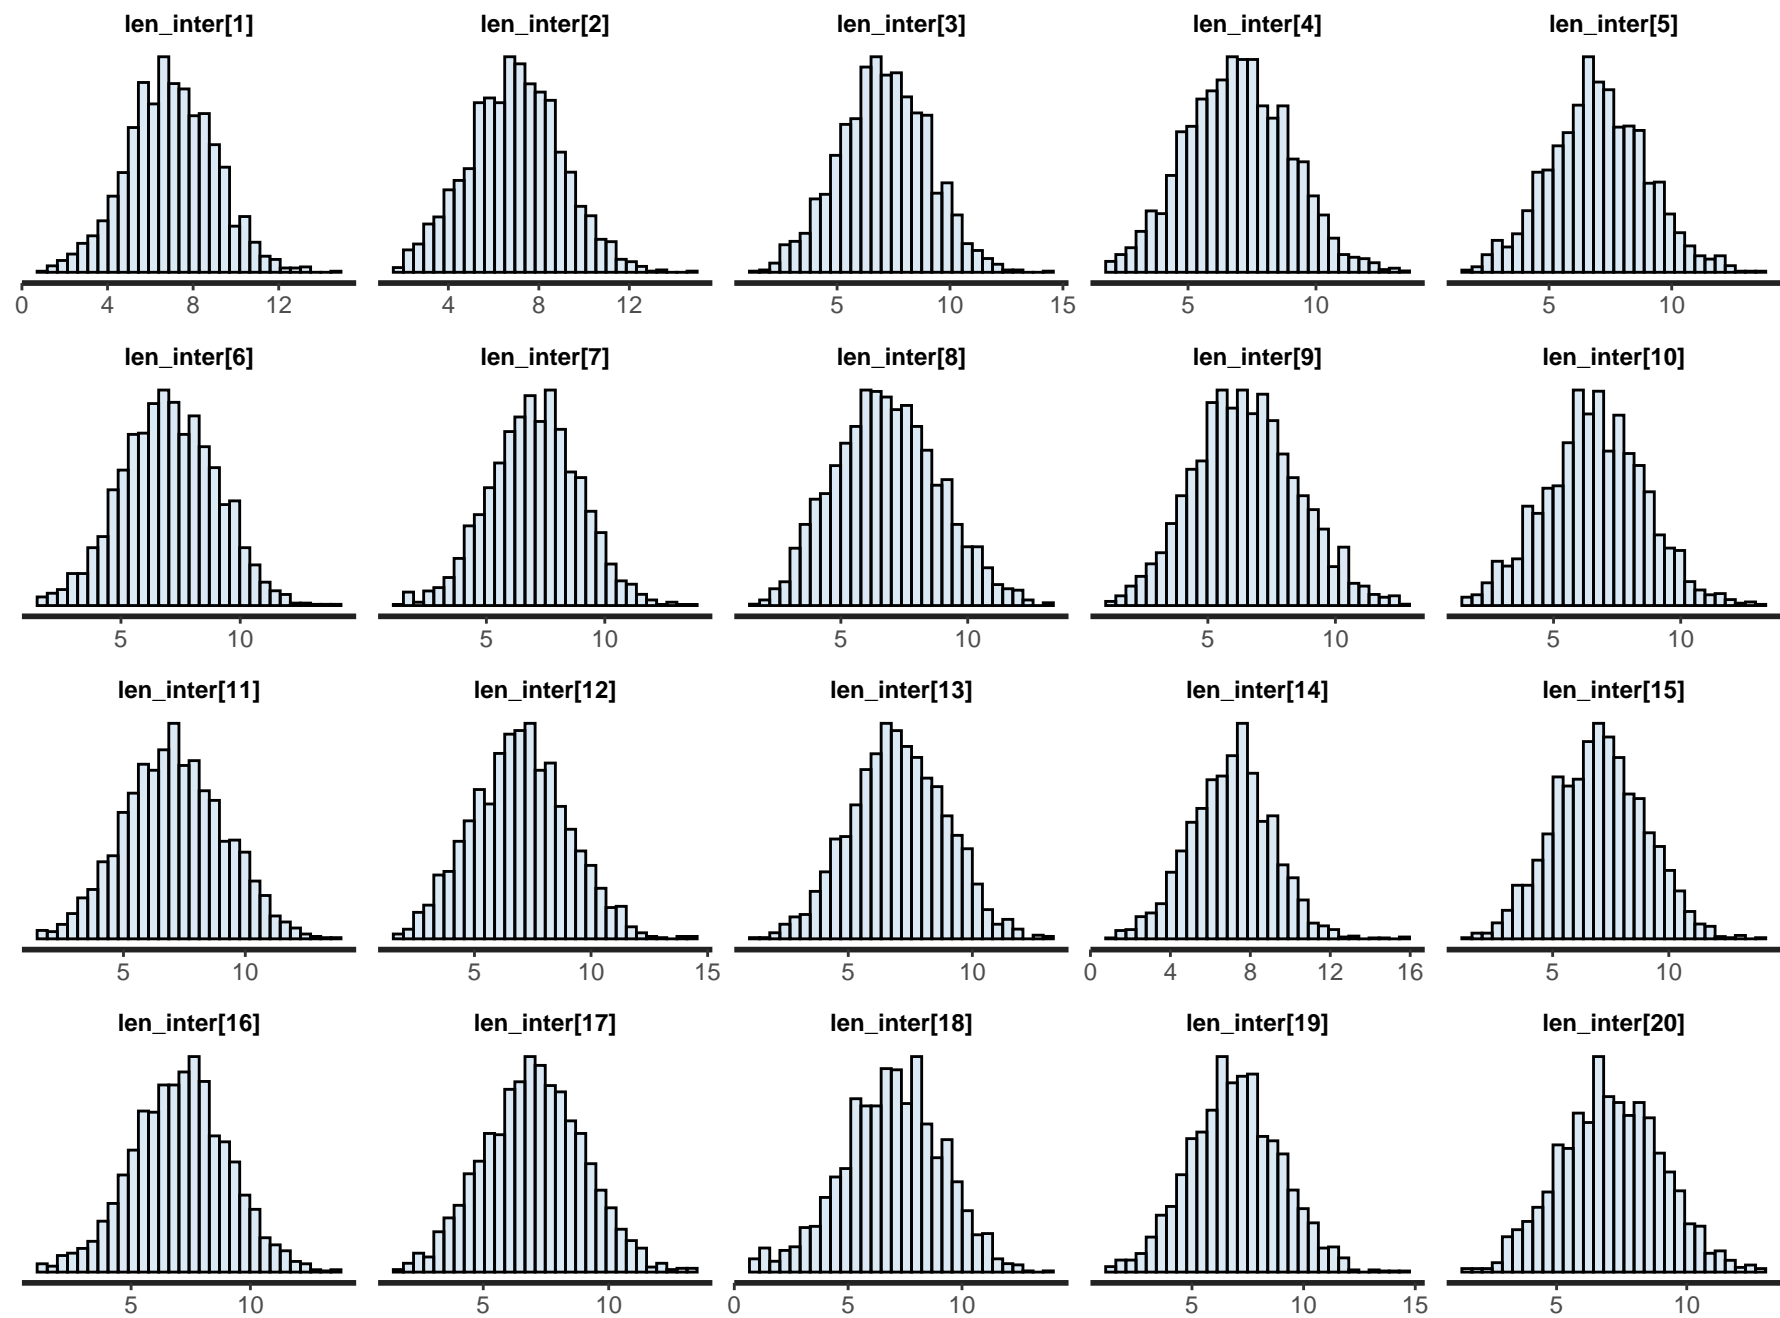 len_inter[1] len_inter[2] len_inter[3] len_inter[4] len_inter[5]
0 4 8 12 4 8 12 5 10 15 5 10 5 10
len_inter[6] len_inter[7] len_inter[8] len_inter[9] len_inter[10]
5 10 5 10 5 10 5 10 5 10
len_inter[11] len_inter[12] len_inter[13] len_inter[14] len_inter[15]
5 10 5 10 15 5 10 0 4 8 12 16 5 10
len_inter[16] len_inter[17] len_inter[18] len_inter[19] len_inter[20]
5 10 5 10 0 5 10 5 10 15 5 10